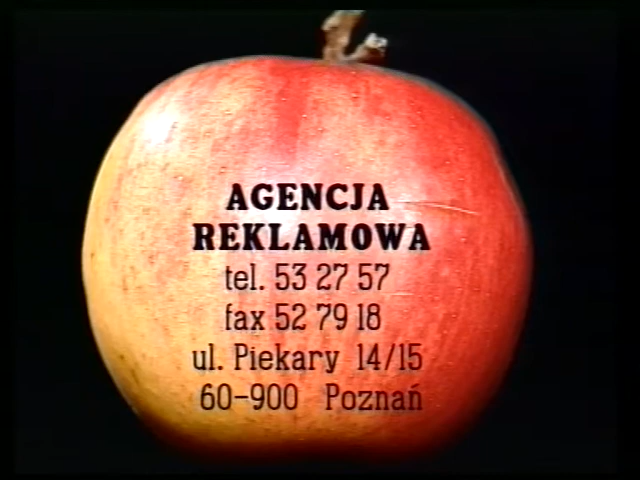 AGENCJA
REKLAMOWA
tel. 53 27 57
fax 52 79 18
ul. Piekary 14/15
60-900 Poznań